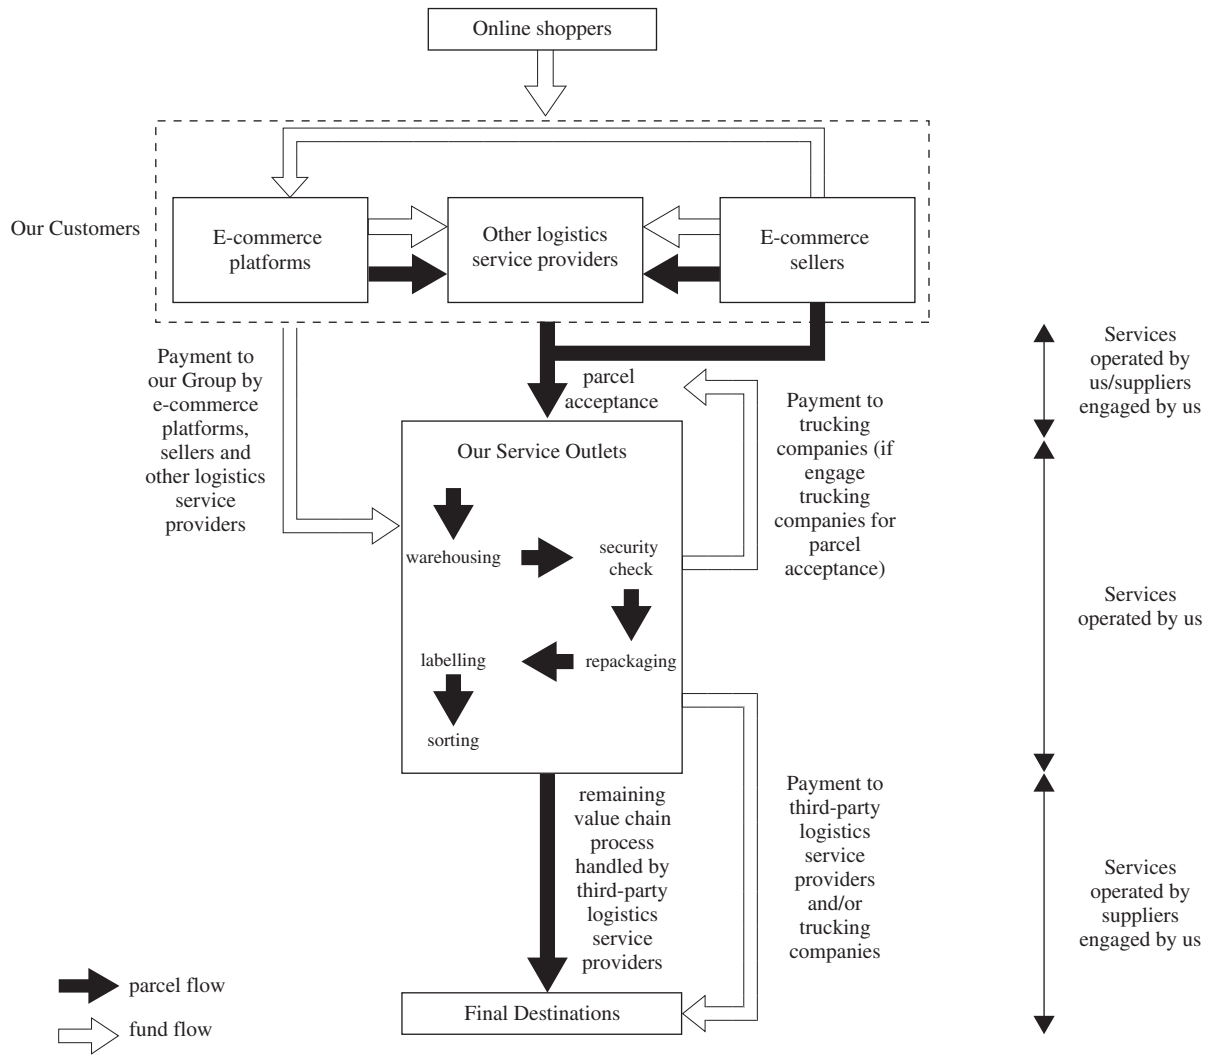 Online shoppers
Our Customers
E-commerce
platforms
Other logistics
service providers
E-commerce
sellers
Payment to
our Group by
e-commerce
platforms,
sellers and
other logistics
service
providers
parcel
acceptance
Payment to
trucking
companies (if
engage
trucking
companies for
parcel
acceptance)
Services
operated by
us/suppliers
engaged by us
Our Service Outlets
warehousing
security
check
labelling
repackaging
sorting
Services
operated by us
remaining
value chain
process
handled by
third-party
logistics
service
providers
Payment to
third-party
logistics
service
providers
and/or
trucking
companies
Services
operated by
suppliers
engaged by us
parcel flow
fund flow
Final Destinations